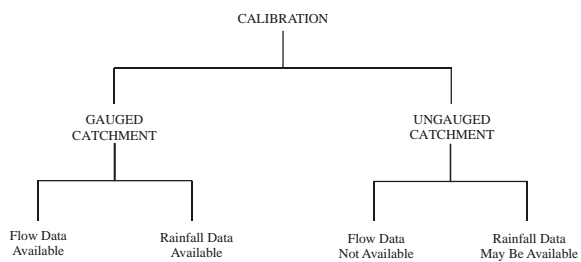 CALIBRATION
GAUGED
CATCHMENT
UNGAUGED
CATCHMENT
Flow Data
Available
Rainfall Data
Available
Flow Data
Not Available
Rainfall Data
May Be Available